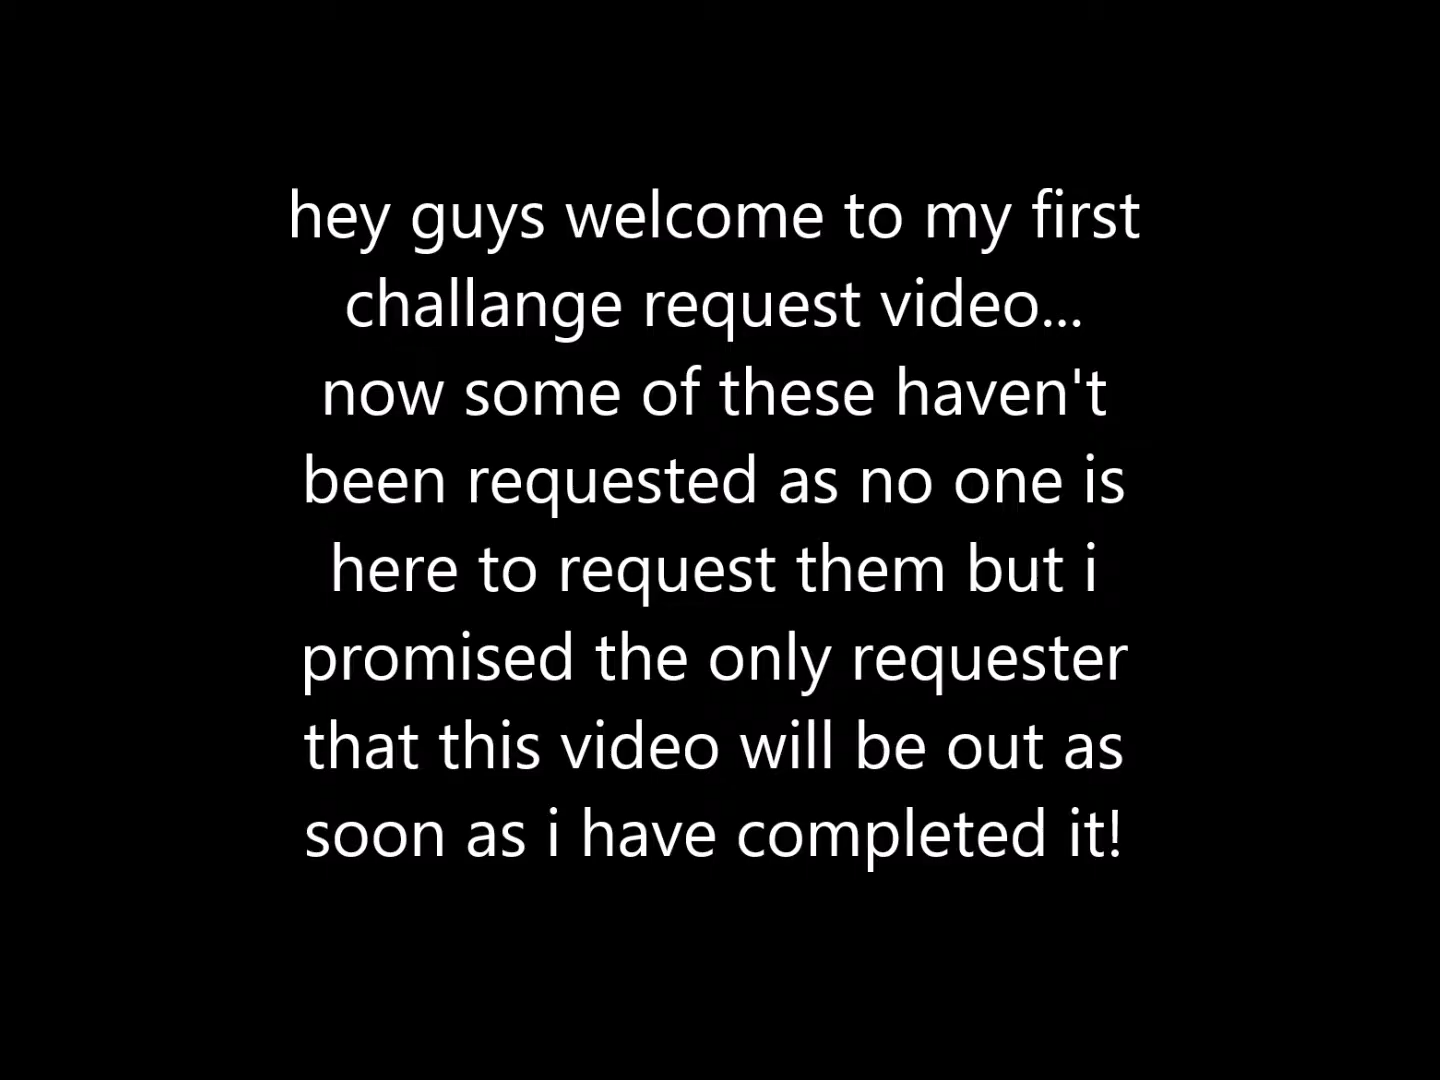 hey guys welcome to my first
challange request video...
now some of these haven't
been requested as no one is
here to request them but i
promised the only requester
that this video will be out as
soon as i have completed it!